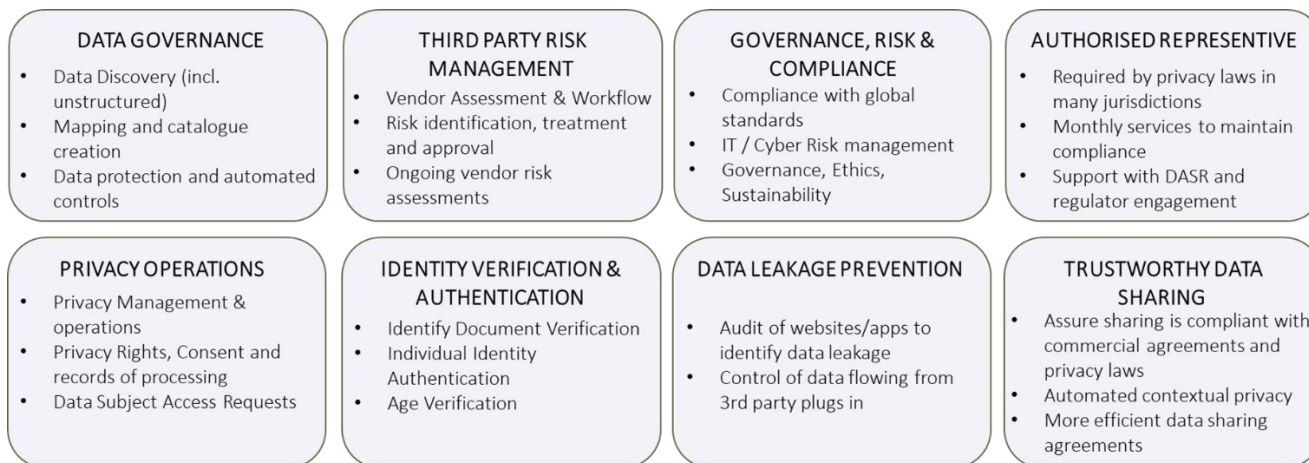 DATA GOVERNANCE
• Data Discovery (incl.
unstructured)
• Mapping and catalogue
creation
• Data protection and automated
controls
THIRD PARTY RISK
MANAGEMENT
• Vendor Assessment & Workflow
• Risk identification, treatment
and approval
• Ongoing vendor risk
assessments
GOVERNANCE, RISK &
COMPLIANCE
• Compliance with global
standards
• IT / Cyber Risk management
• Governance, Ethics,
Sustainability
AUTHORISED REPRESENTIVE
• Required by privacy laws in
many jurisdictions
• Monthly services to maintain
compliance
• Support with DASR and
regulator engagement
PRIVACY OPERATIONS
• Privacy Management &
operations
• Privacy Rights, Consent and
records of processing
• Data Subject Access Requests
IDENTITY VERIFICATION &
AUTHENTICATION
• Identify Document Verification
• Individual Identity
Authentication
• Age Verification
DATA LEAKAGE PREVENTION
• Audit of websites/apps to
identify data leakage
• Control of data flowing from
3rd party plugs in
TRUSTWORTHY DATA
SHARING
• Assure sharing is compliant with
commercial agreements and
privacy laws
• Automated contextual privacy
• More efficient data sharing
agreements